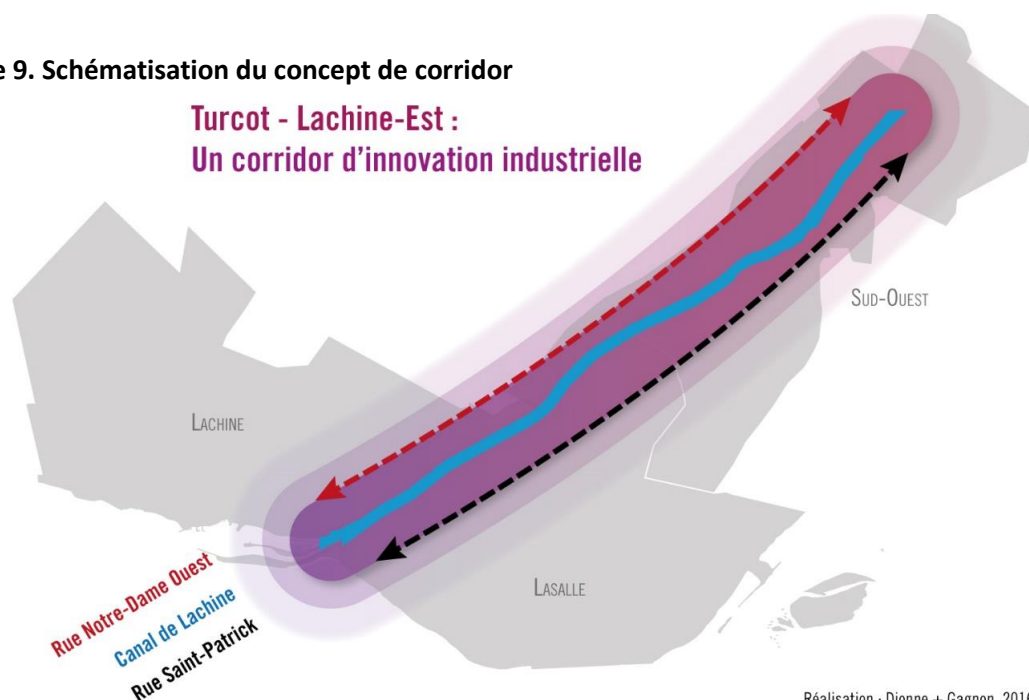 e 9. Schématisation du concept de corridor
Turcot - Lachine-Est :
Un corridor d'innovation industrielle
SUD-OUEST
LACHINE
LASALLE
Rue Notre-Dame Ouest
Canal de Lachine
Rue Saint-Patrick
Réalisation : Dionne + Gagnon, 201